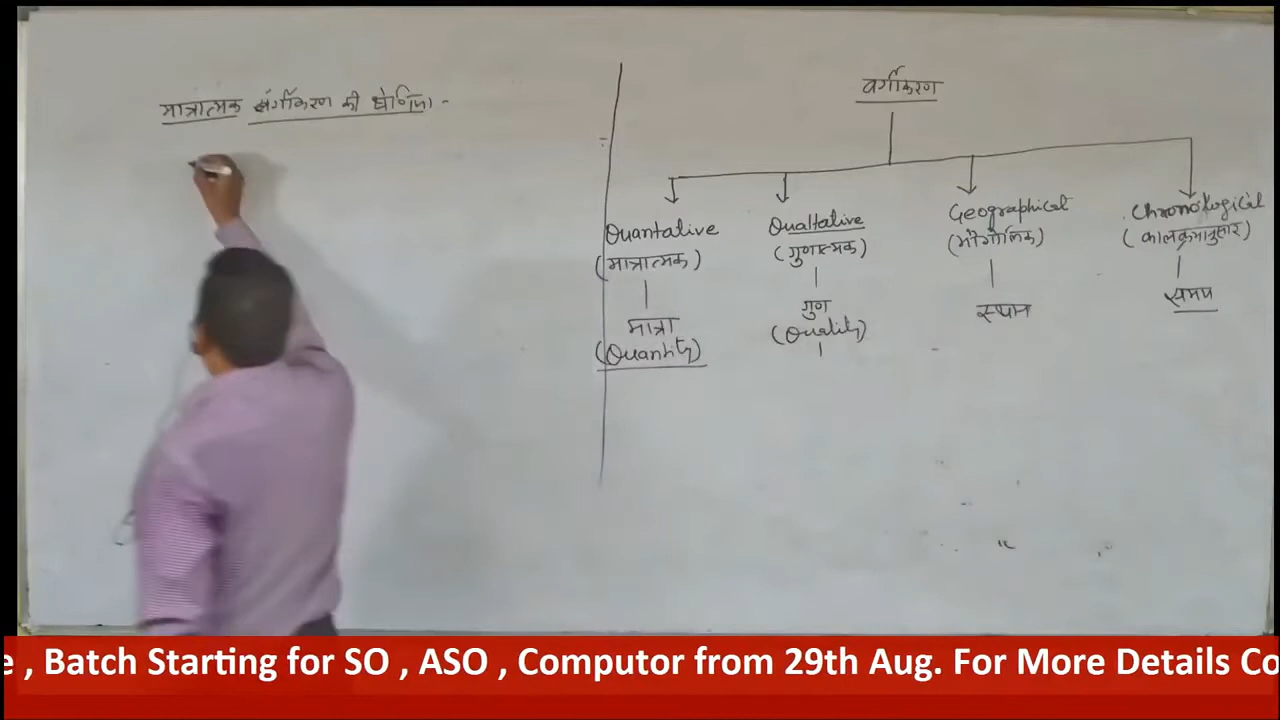 मात्रात्मक वर्गीकरण की श्रेणियां -
वर्गीकरण
Quantative
(मात्रात्मक)
मात्रा
(Quantity)
Qualtative
(गुणात्मक)
गुण
(Quality)
Geographical
(भौगोलिक)
स्थान
Chronological
(कालक्रमानुसार)
समय
e , Batch Starting for SO , ASO , Computor from 29th Aug. For More Details Co